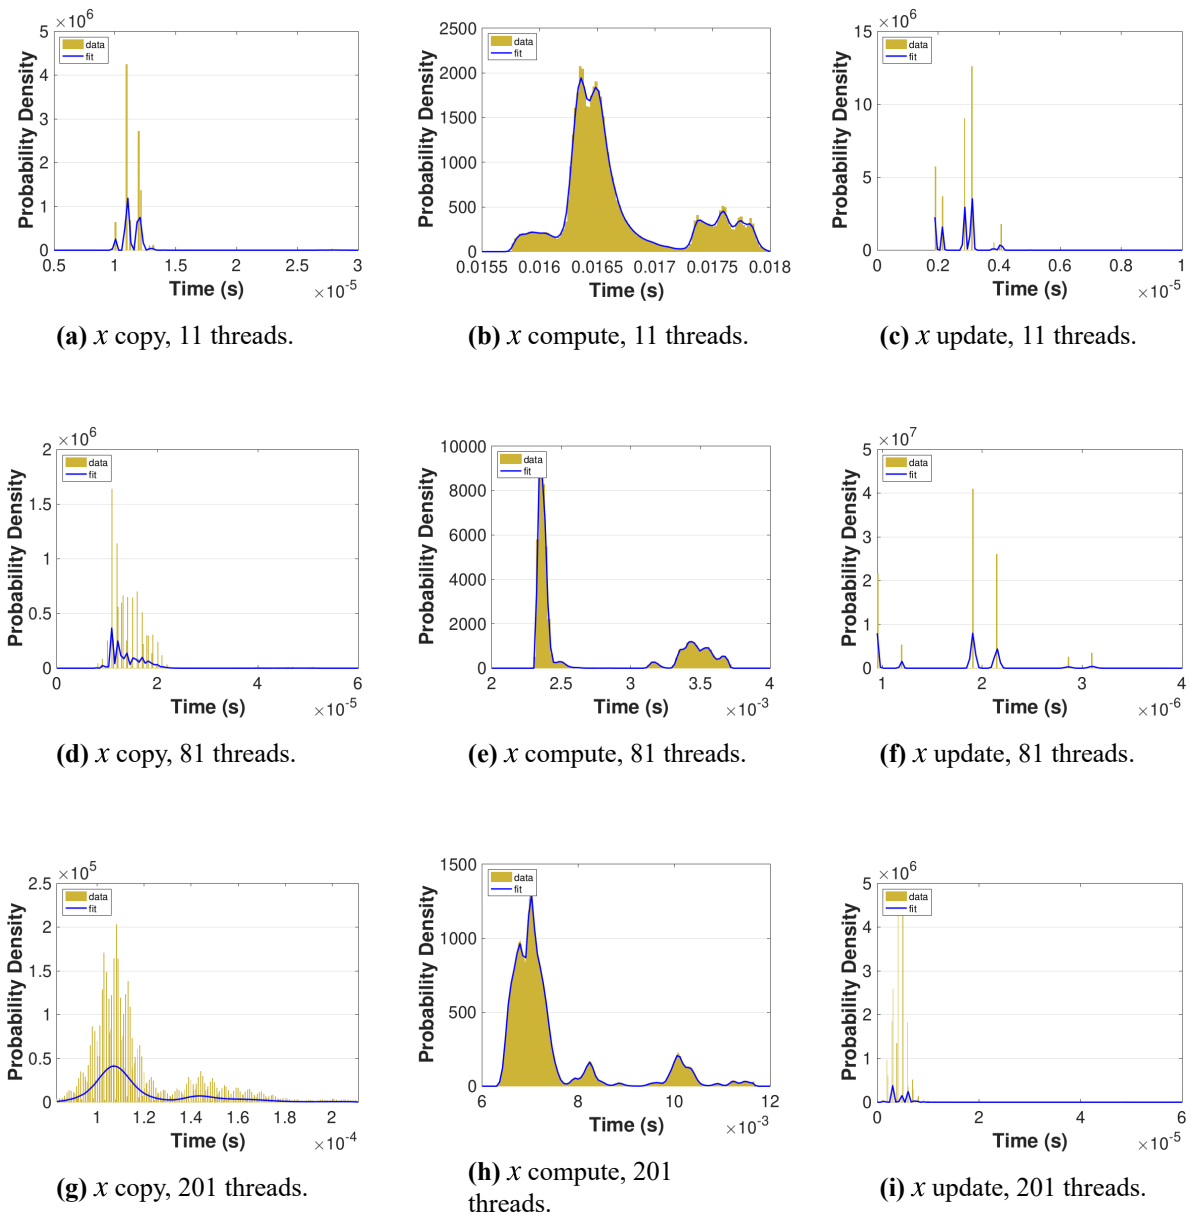 ×10^6
data
fit
Probability Density
5
4
3
2
1
0
0.5 1 1.5 2 2.5 3
Time (s)
×10^-5
(a) x copy, 11 threads.
data
fit
Probability Density
2500
2000
1500
1000
500
0
0.0155 0.016 0.0165 0.017 0.0175 0.018
Time (s)
(b) x compute, 11 threads.
×10^6
data
fit
Probability Density
15
10
5
0
0 0.2 0.4 0.6 0.8 1
Time (s)
×10^-5
(c) x update, 11 threads.
×10^6
data
fit
Probability Density
2
1.5
1
0.5
0
0 2 4 6
Time (s)
×10^-5
(d) x copy, 81 threads.
data
fit
Probability Density
10000
8000
6000
4000
2000
0
2 2.5 3 3.5 4
Time (s)
×10^-3
(e) x compute, 81 threads.
×10^7
data
fit
Probability Density
5
4
3
2
1
0
1 2 3 4
Time (s)
×10^-6
(f) x update, 81 threads.
×10^5
data
fit
Probability Density
2.5
2
1.5
1
0.5
0
1 1.2 1.4 1.6 1.8 2
Time (s)
×10^-4
(g) x copy, 201 threads.
data
fit
Probability Density
1500
1000
500
0
6 8 10 12
Time (s)
×10^-3
(h) x compute, 201
threads.
×10^6
data
fit
Probability Density
5
4
3
2
1
0
0 2 4 6
Time (s)
×10^-5
(i) x update, 201 threads.